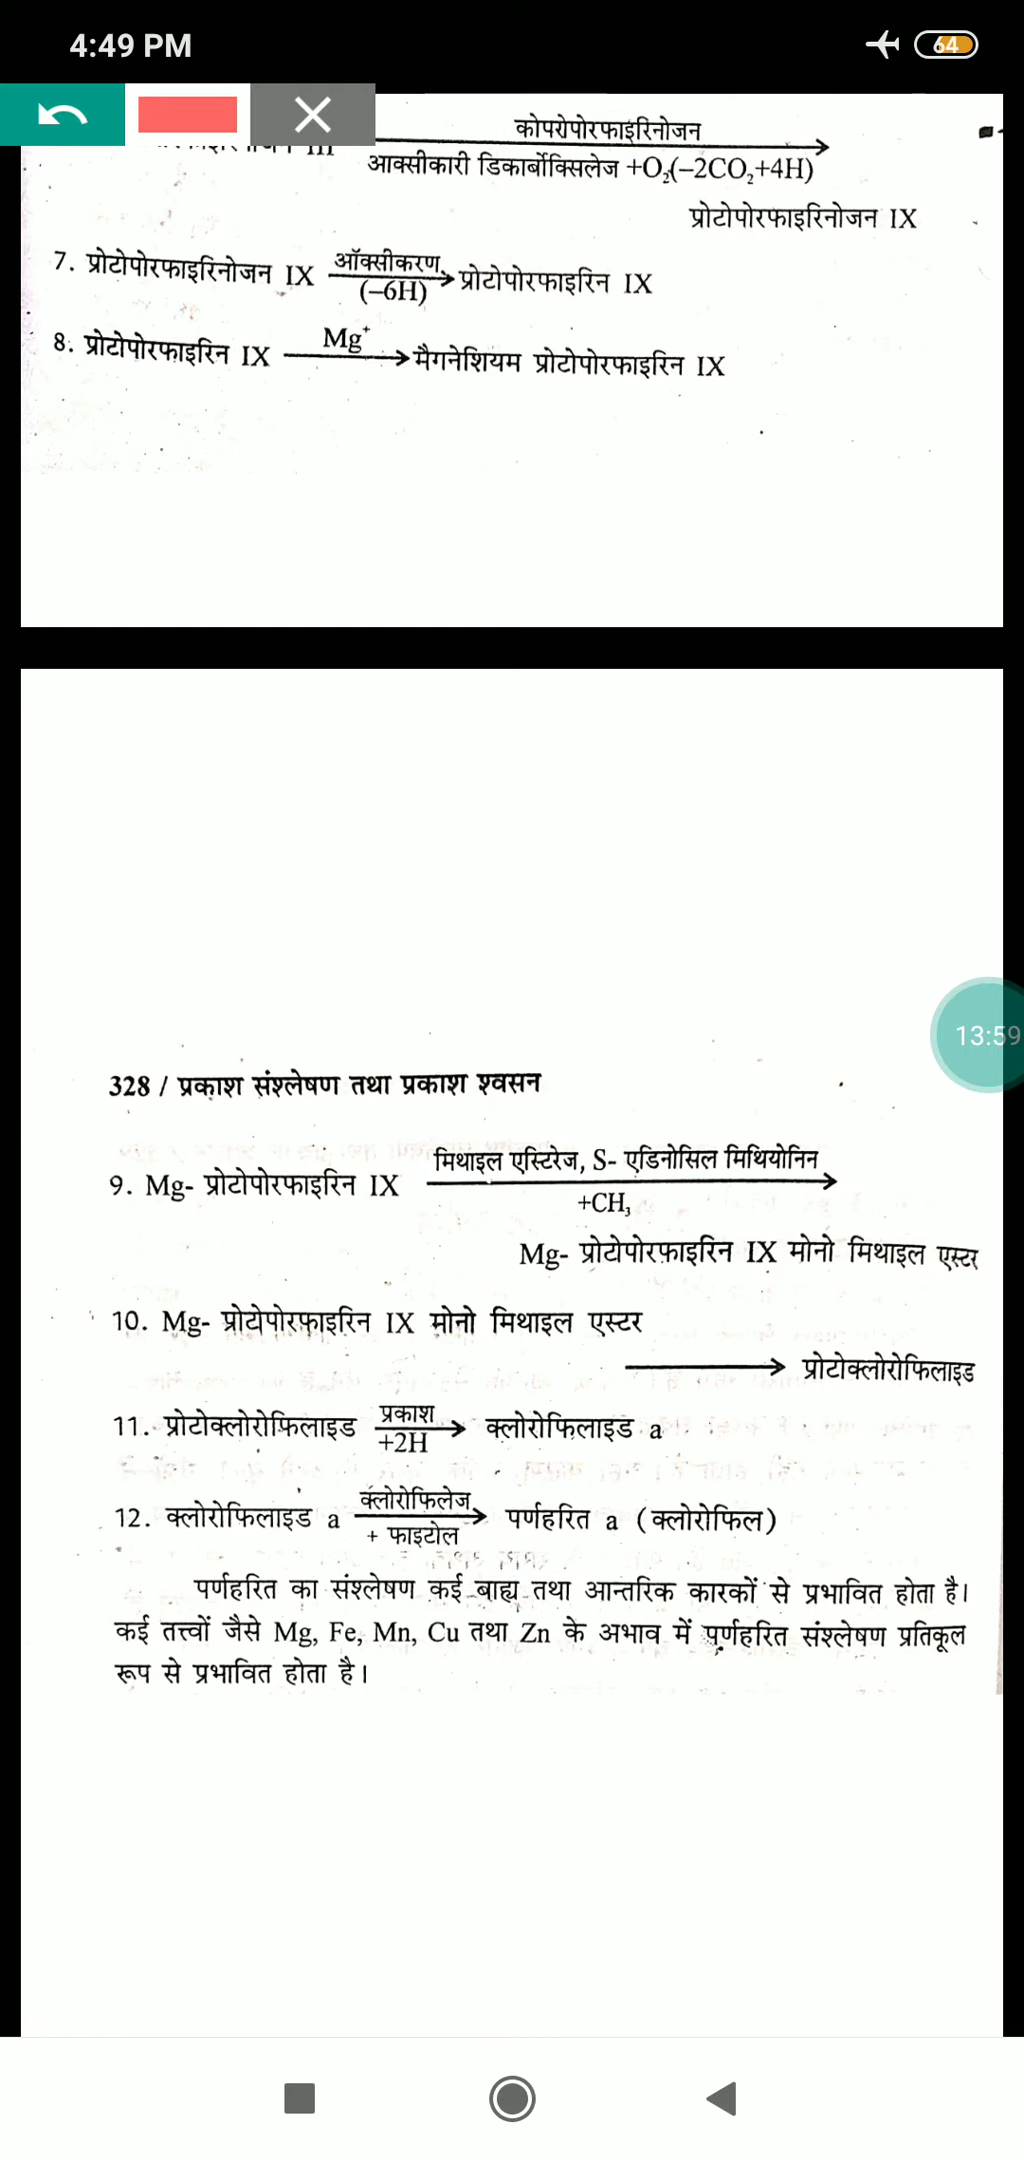 4:49 PM
64
कोपरोपोरफाइरिनोजन
III
आक्सीकारी डिकार्बोक्सिलेज +O₂(–2CO₂+4H)
प्रोटोपोरफाइरिनोजन IX
7. प्रोटोपोरफाइरिनोजन IX ऑक्सीकरण (–6H) → प्रोटोपोरफाइरिन IX
8. प्रोटोपोरफाइरिन IX Mg⁺ → मैगनेशियम प्रोटोपोरफाइरिन IX
13:59
328 / प्रकाश संश्लेषण तथा प्रकाश श्वसन
मिथाइल एस्टिरेज, S- एडिनोसिल मिथियोनिन
9. Mg- प्रोटोपोरफाइरिन IX →
+CH₃
Mg- प्रोटोपोरफाइरिन IX मोनो मिथाइल एस्टर
10. Mg- प्रोटोपोरफाइरिन IX मोनो मिथाइल एस्टर
→ प्रोटोक्लोरोफिलाइड
11. प्रोटोक्लोरोफिलाइड प्रकाश +2H → क्लोरोफिलाइड a
12. क्लोरोफिलाइड a क्लोरोफिलेज + फाइटोल → पर्णहरित a (क्लोरोफिल)
पर्णहरित का संश्लेषण कई बाह्य तथा आन्तरिक कारकों से प्रभावित होता है।
कई तत्त्वों जैसे Mg, Fe, Mn, Cu तथा Zn के अभाव में पर्णहरित संश्लेषण प्रतिकूल
रूप से प्रभावित होता है।